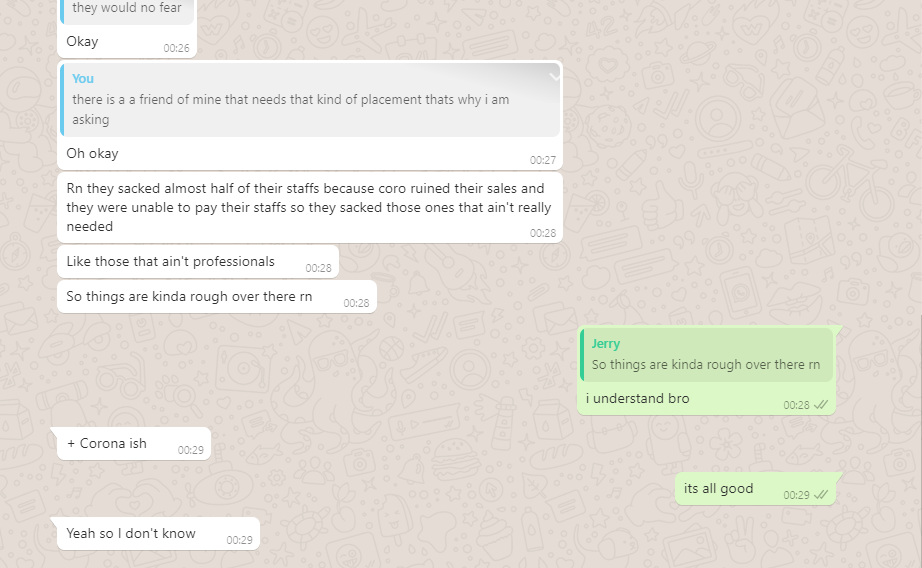 they would no fear
Okay
00:26
You
there is a a friend of mine that needs that kind of placement thats why i am
asking
Oh okay
00:27
Rn they sacked almost half of their staffs because coro ruined their sales and
they were unable to pay their staffs so they sacked those ones that ain't really
needed
00:28
Like those that ain't professionals
00:28
So things are kinda rough over there rn
00:28
Jerry
So things are kinda rough over there rn
i understand bro
00:28
+ Corona ish
00:29
its all good
00:29
Yeah so I don't know
00:29